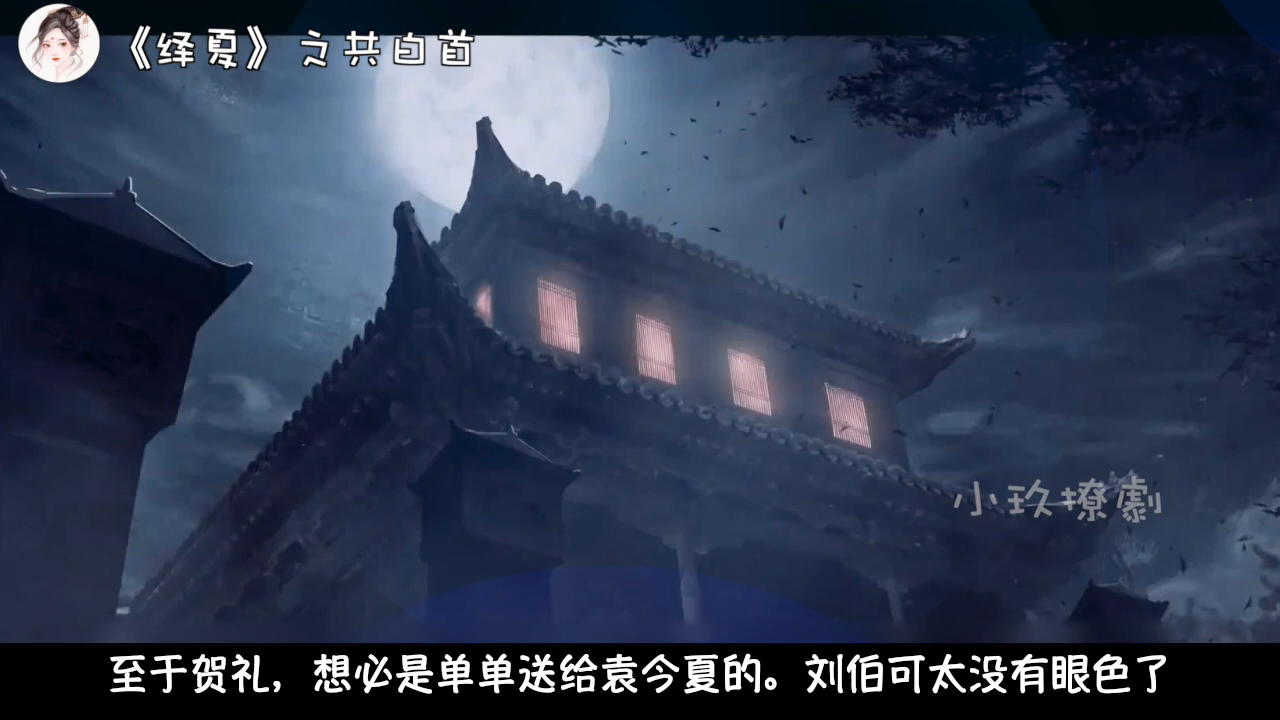 《绎夏》之共白首
小玖撩劇
至于贺礼，想必是单单送给袁今夏的。刘伯可太没有眼色了